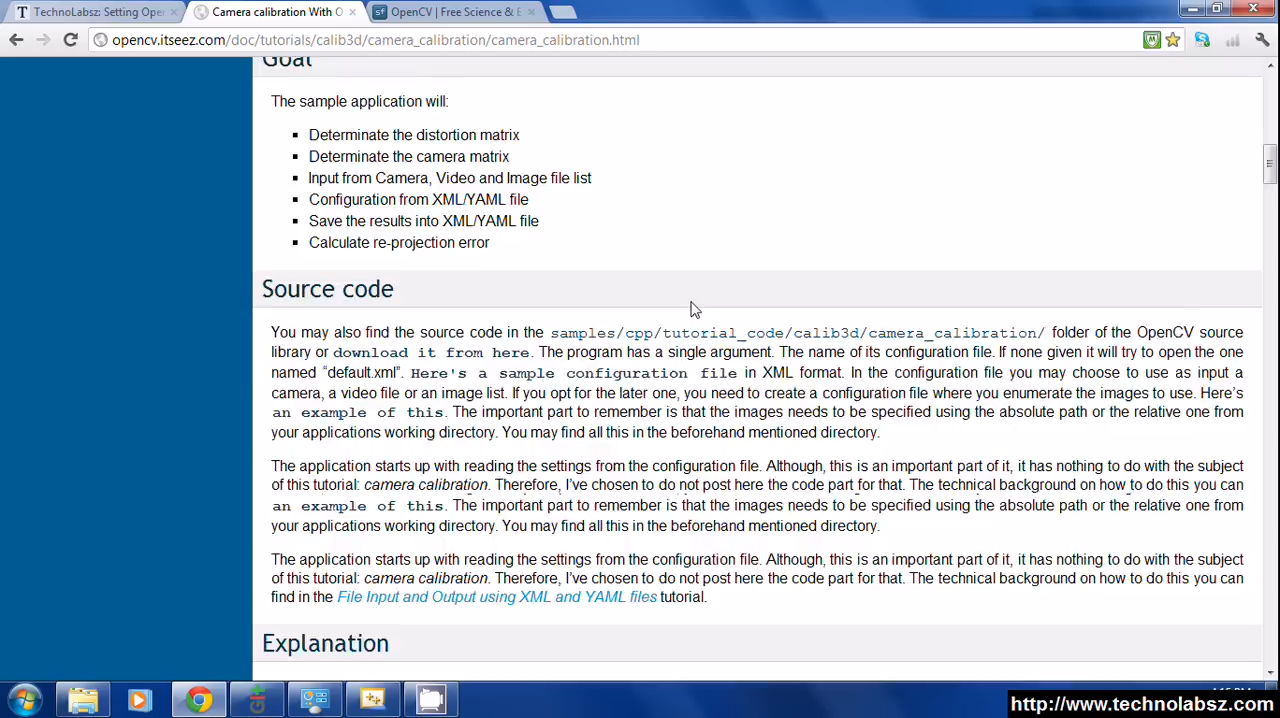 TechnoLabsz: Setting Oper
Camera calibration With O
OpenCV | Free Science & E
opencv.itseez.com/doc/tutorials/calib3d/camera_calibration/camera_calibration.html
Goal
The sample application will:
Determinate the distortion matrix
Determinate the camera matrix
Input from Camera, Video and Image file list
Configuration from XML/YAML file
Save the results into XML/YAML file
Calculate re-projection error
Source code
You may also find the source code in the samples/cpp/tutorial_code/calib3d/camera_calibration/ folder of the OpenCV source
library or download it from here. The program has a single argument. The name of its configuration file. If none given it will try to open the one
named “default.xml”. Here's a sample configuration file in XML format. In the configuration file you may choose to use as input a
camera, a video file or an image list. If you opt for the later one, you need to create a configuration file where you enumerate the images to use. Here’s
an example of this. The important part to remember is that the images needs to be specified using the absolute path or the relative one from
your applications working directory. You may find all this in the beforehand mentioned directory.
The application starts up with reading the settings from the configuration file. Although, this is an important part of it, it has nothing to do with the subject
of this tutorial: camera calibration. Therefore, I’ve chosen to do not post here the code part for that. The technical background on how to do this you can
an example of this. The important part to remember is that the images needs to be specified using the absolute path or the relative one from
your applications working directory. You may find all this in the beforehand mentioned directory.
The application starts up with reading the settings from the configuration file. Although, this is an important part of it, it has nothing to do with the subject
of this tutorial: camera calibration. Therefore, I’ve chosen to do not post here the code part for that. The technical background on how to do this you can
find in the File Input and Output using XML and YAML files tutorial.
Explanation
http://www.technolabsz.com